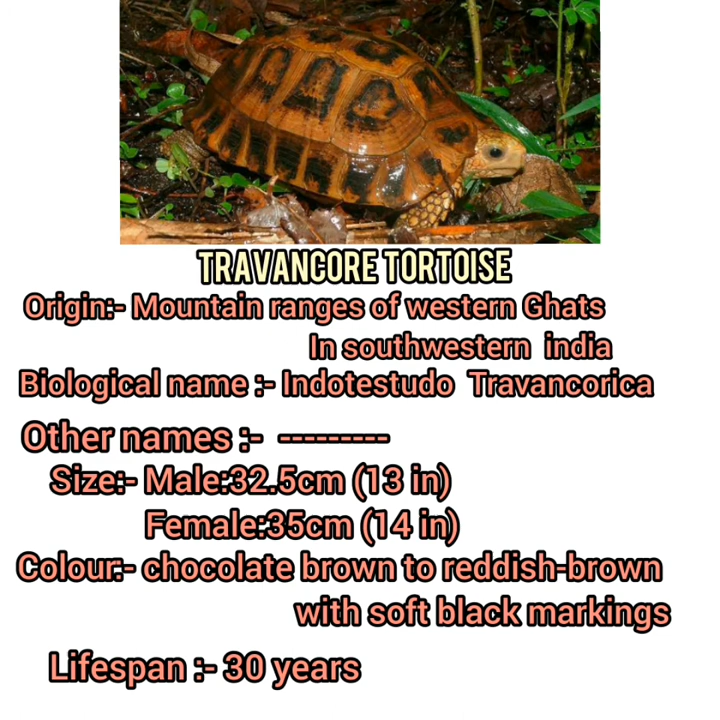 TRAVANCORE TORTOISE
Origin:- Mountain ranges of western Ghats
In southwestern india
Biological name :- Indotestudo Travancorica
Other names :- ---------
Size:- Male:32.5cm (13 in)
Female:35cm (14 in)
Colour:- chocolate brown to reddish-brown
with soft black markings
Lifespan :- 30 years